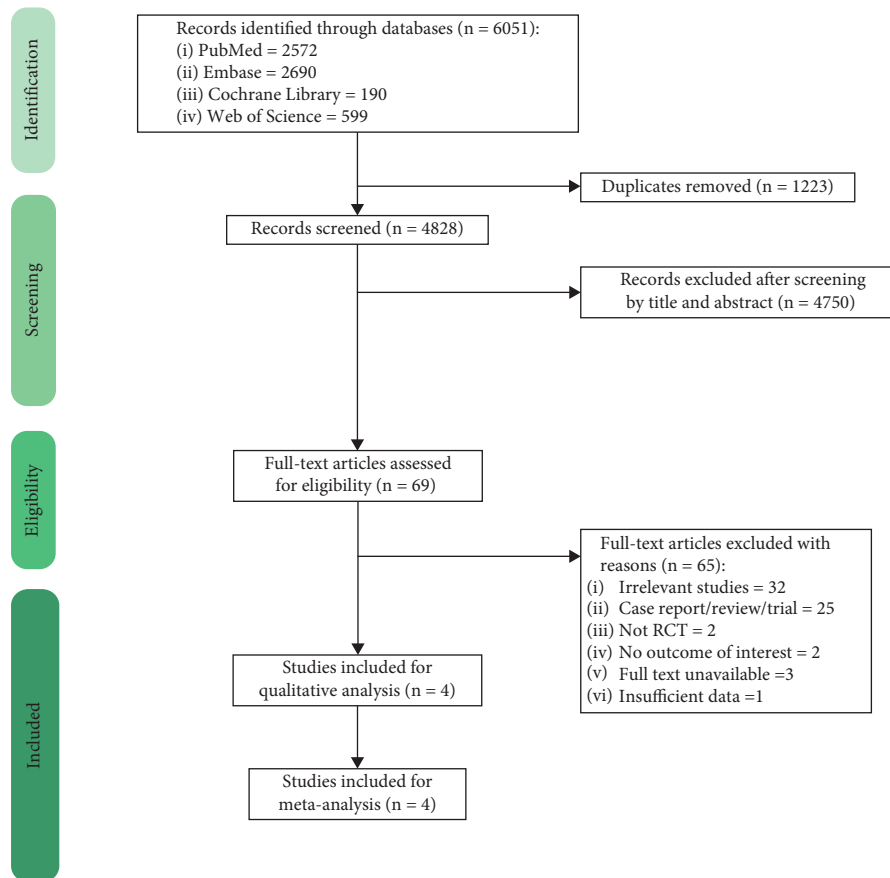 Identification
Records identified through databases (n = 6051):
(i) PubMed = 2572
(ii) Embase = 2690
(iii) Cochrane Library = 190
(iv) Web of Science = 599
Duplicates removed (n = 1223)
Screening
Records screened (n = 4828)
Records excluded after screening
by title and abstract (n = 4750)
Eligibility
Full-text articles assessed
for eligibility (n = 69)
Full-text articles excluded with
reasons (n = 65):
(i) Irrelevant studies = 32
(ii) Case report/review/trial = 25
(iii) Not RCT = 2
(iv) No outcome of interest = 2
(v) Full text unavailable =3
(vi) Insufficient data =1
Included
Studies included for
qualitative analysis (n = 4)
Studies included for
meta-analysis (n = 4)